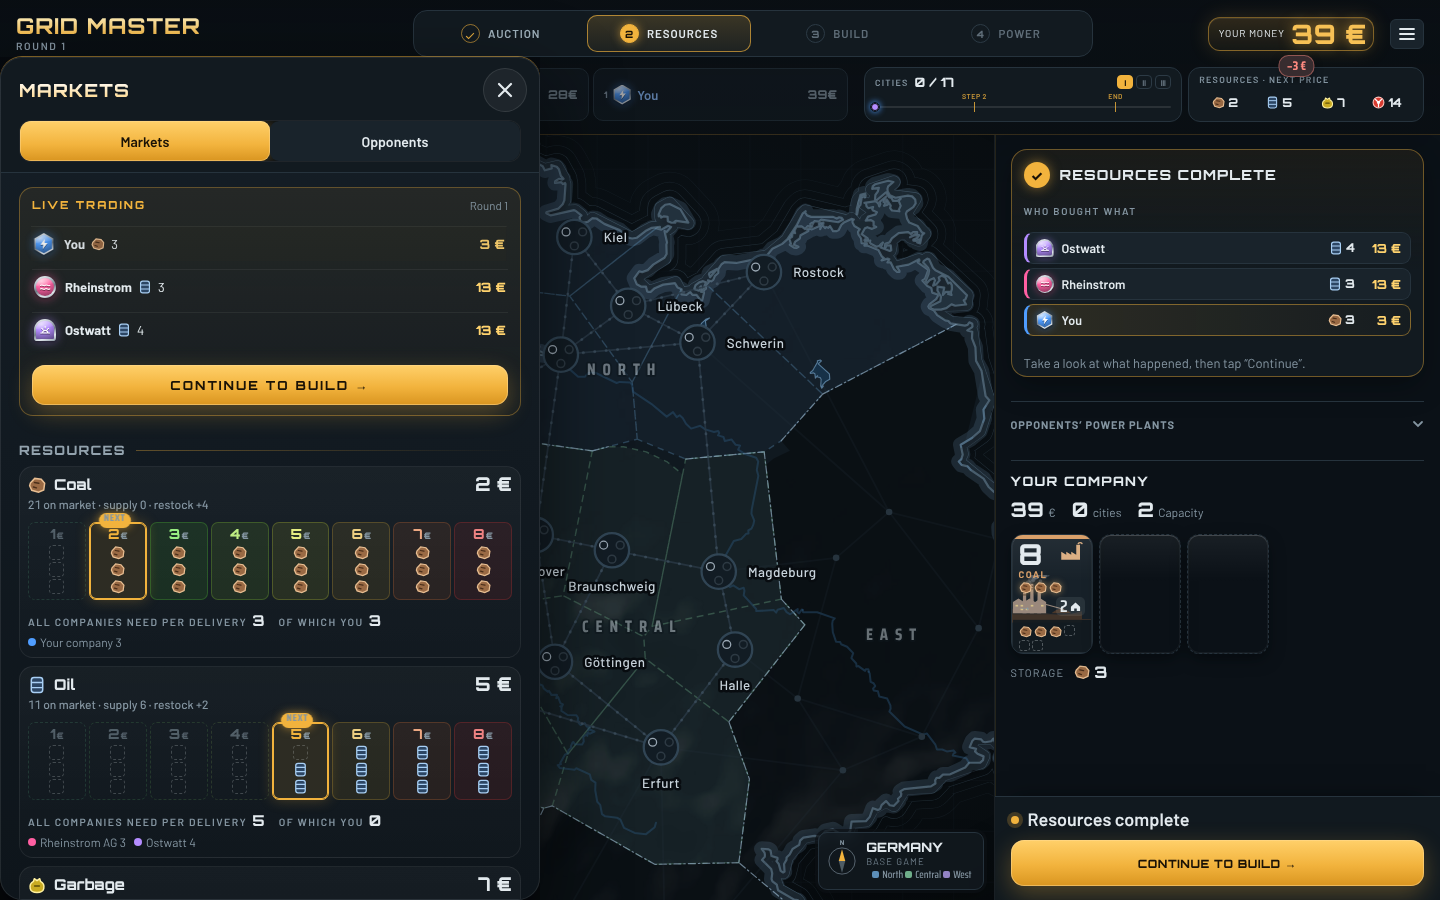 GRID MASTER
ROUND 1
AUCTION
2 RESOURCES
3 BUILD
4 POWER
YOUR MONEY 39 €
-3 €
MARKETS
Markets
Opponents
28€
1 You 39€
CITIES 0 / 17
I II III
STEP 2
END
RESOURCES · NEXT PRICE
2 5 7 14
LIVE TRADING
Round 1
You 3 3 €
Rheinstrom 3 13 €
Ostwatt 4 13 €
CONTINUE TO BUILD →
RESOURCES
Coal 2 €
21 on market · supply 0 · restock +4
NEXT
1€ 2€ 3€ 4€ 5€ 6€ 7€ 8€
ALL COMPANIES NEED PER DELIVERY 3 OF WHICH YOU 3
Your company 3
Oil 5 €
11 on market · supply 6 · restock +2
NEXT
1€ 2€ 3€ 4€ 5€ 6€ 7€ 8€
ALL COMPANIES NEED PER DELIVERY 5 OF WHICH YOU 0
Rheinstrom AG 3 Ostwatt 4
Garbage 7 €
Kiel
Rostock
Lübeck
Schwerin
NORTH
over
Braunschweig
Magdeburg
CENTRAL
EAST
Göttingen
Halle
Erfurt
N
GERMANY
BASE GAME
North Central West
RESOURCES COMPLETE
WHO BOUGHT WHAT
Ostwatt 4 13 €
Rheinstrom 3 13 €
You 3 3 €
Take a look at what happened, then tap “Continue”.
OPPONENTS’ POWER PLANTS
YOUR COMPANY
39 € 0 cities 2 Capacity
8
COAL
2
STORAGE 3
Resources complete
CONTINUE TO BUILD →